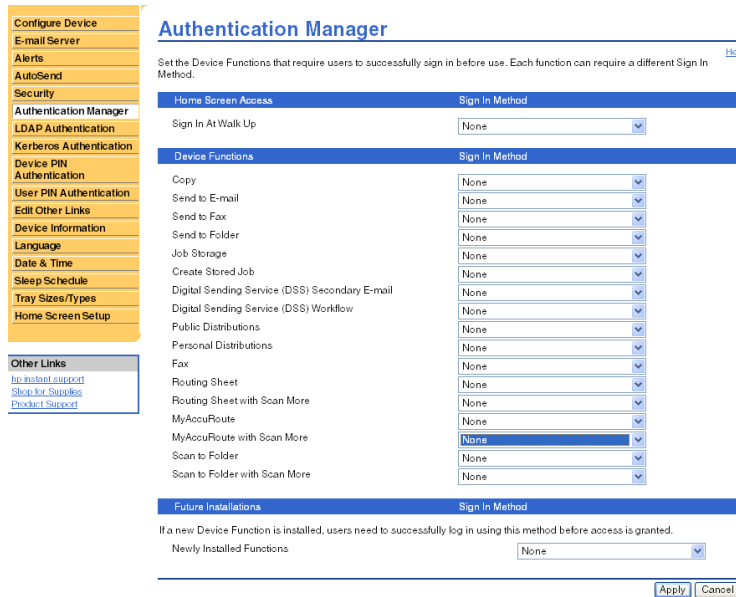 Configure Device
E-mail Server
Alerts
AutoSend
Security
Authentication Manager
LDAP Authentication
Kerberos Authentication
Device PIN
Authentication
User PIN Authentication
Edit Other Links
Device Information
Language
Date & Time
Sleep Schedule
Tray Sizes/Types
Home Screen Setup
Other Links
hp instant support
Shop for Supplies
Product Support
Authentication Manager
Set the Device Functions that require users to successfully sign in before use. Each function can require a different Sign In
Method.
Home Screen Access Sign In Method
Sign In At Walk Up None
Device Functions Sign In Method
Copy None
Send to E-mail None
Send to Fax None
Send to Folder None
Job Storage None
Create Stored Job None
Digital Sending Service (DSS) Secondary E-mail None
Digital Sending Service (DSS) Workflow None
Public Distributions None
Personal Distributions None
Fax None
Routing Sheet None
Routing Sheet with Scan More None
MyAccuRoute None
MyAccuRoute with Scan More None
Scan to Folder None
Scan to Folder with Scan More None
Future Installations Sign In Method
If a new Device Function is installed, users need to successfully log in using this method before access is granted.
Newly Installed Functions None
Apply Cancel